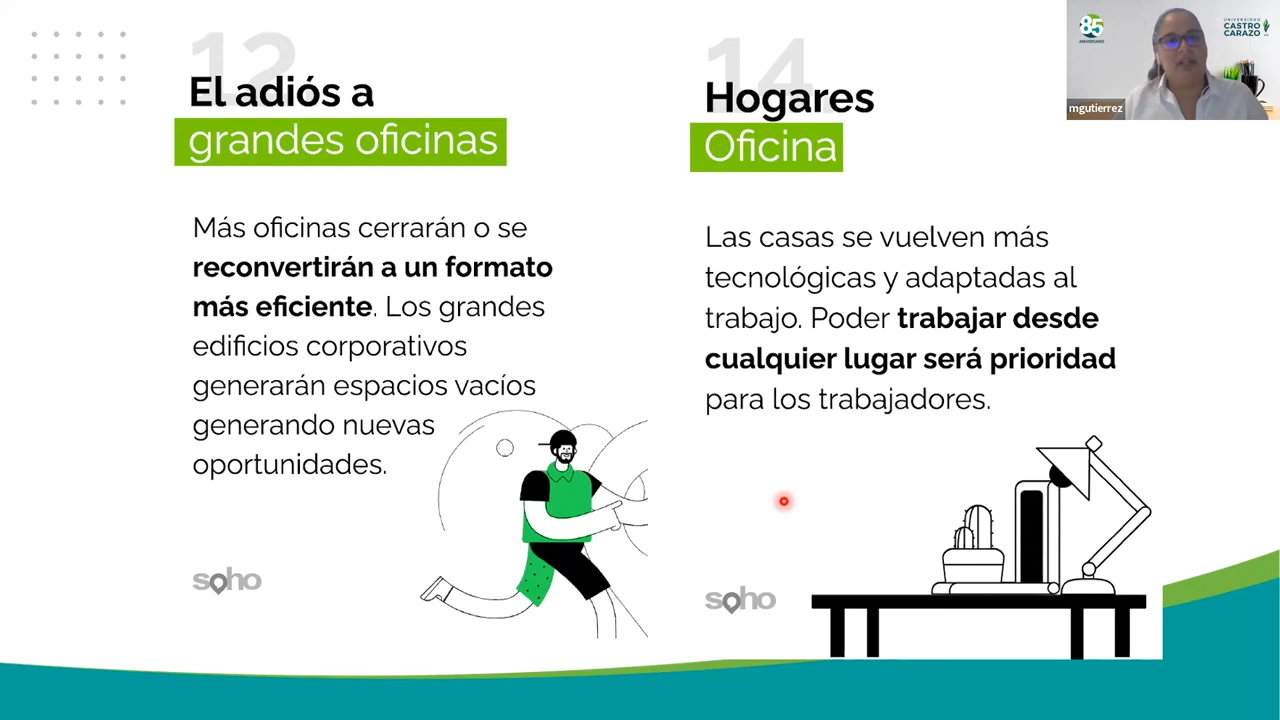 12
El adiós a
grandes oficinas
Más oficinas cerrarán o se
reconvertirán a un formato
más eficiente. Los grandes
edificios corporativos
generarán espacios vacíos
generando nuevas
oportunidades.
soho
14
Hogares
Oficina
Las casas se vuelven más
tecnológicas y adaptadas al
trabajo. Poder trabajar desde
cualquier lugar será prioridad
para los trabajadores.
soho
85
ANIVERSARIO
UNIVERSIDAD
CASTRO
CARAZO
mgutierrez